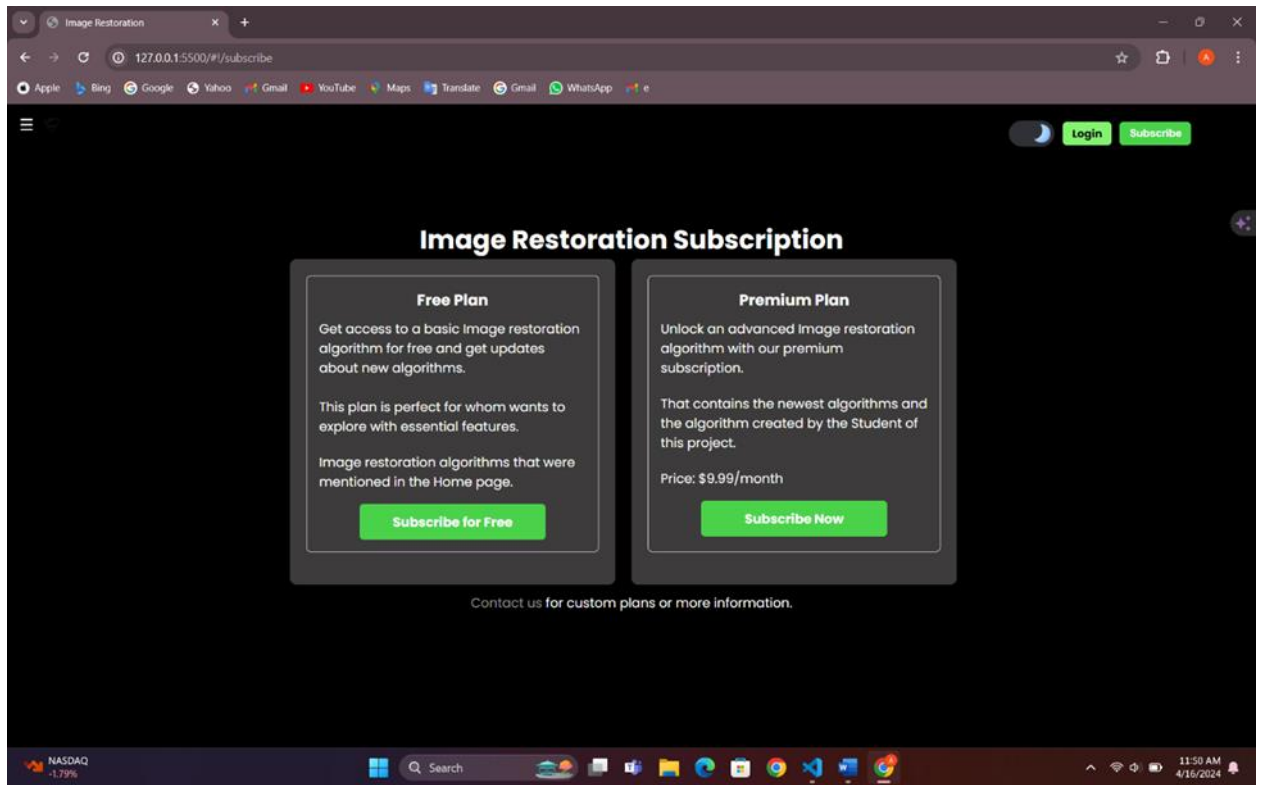 Image Restoration
127.0.0.1:5500/#!/subscribe
A
Apple Bing Google Yahoo Gmail YouTube Maps Translate Gmail WhatsApp e
Login Subscribe
Image Restoration Subscription
Free Plan
Get access to a basic Image restoration
algorithm for free and get updates
about new algorithms.
This plan is perfect for whom wants to
explore with essential features.
Image restoration algorithms that were
mentioned in the Home page.
Subscribe for Free
Premium Plan
Unlock an advanced Image restoration
algorithm with our premium
subscription.
That contains the newest algorithms and
the algorithm created by the Student of
this project.
Price: $9.99/month
Subscribe Now
Contact us for custom plans or more information.
NASDAQ
-1.79%
Search
11:50 AM
4/16/2024